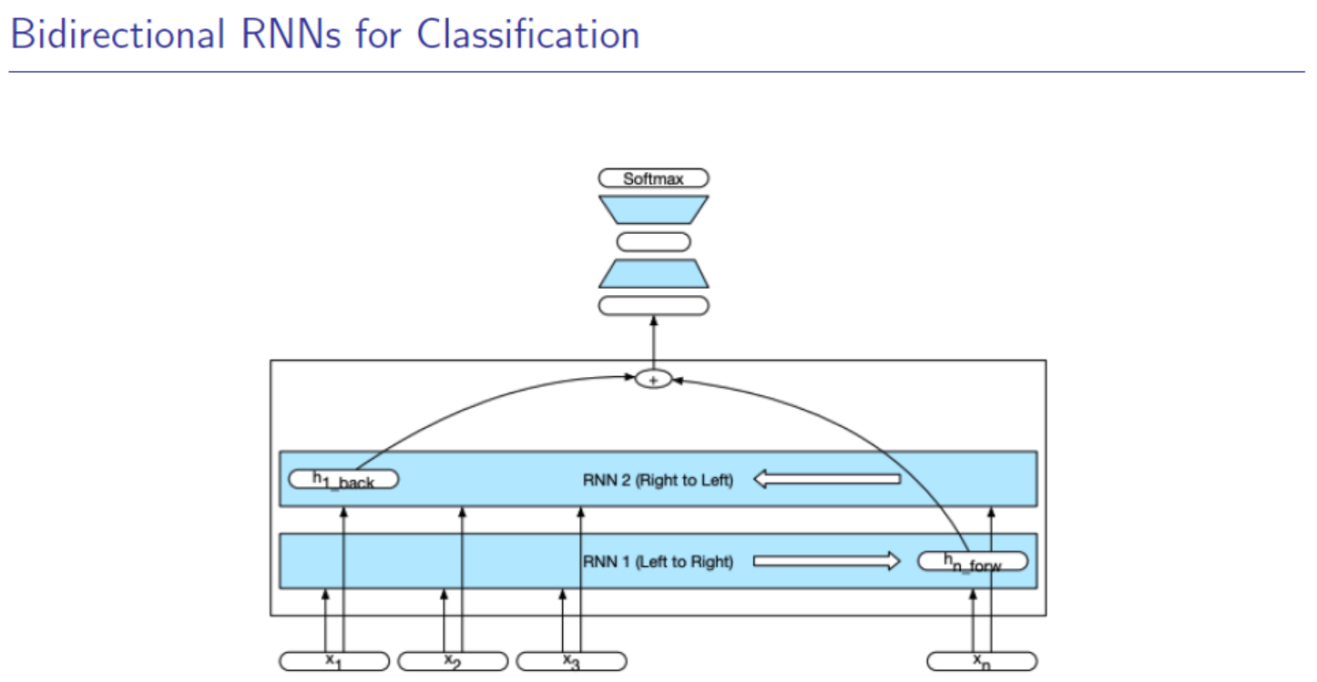 Bidirectional RNNs for Classification
Softmax
+
h1_back
RNN 2 (Right to Left)
RNN 1 (Left to Right)
hn_forw
x1
x2
x3
xn